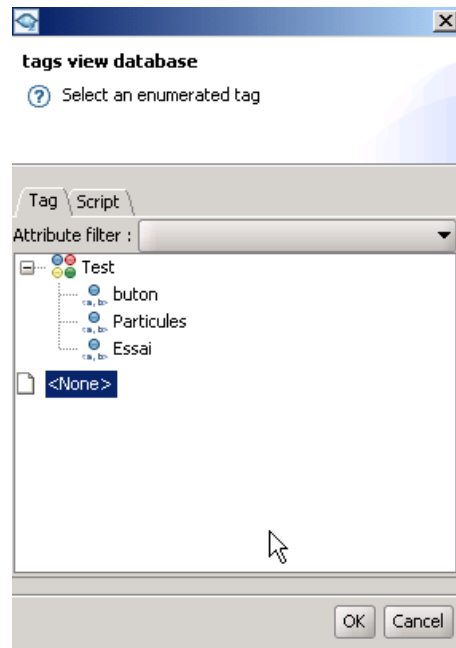 tags view database
Select an enumerated tag
Tag Script
Attribute filter :
Test
buton
Particules
Essai
<None>
OK Cancel